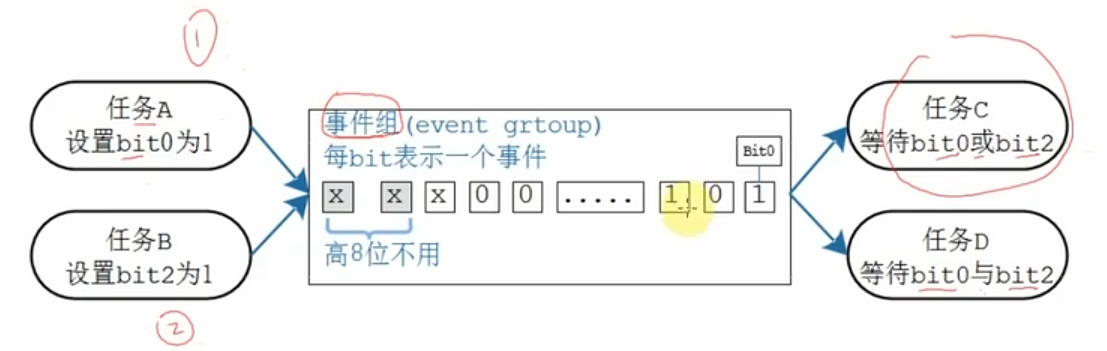 ①
任务A
设置bit0为1
任务B
设置bit2为1
②
事件组(event grtoup)
每bit表示一个事件
Bit0
x x x 0 0 ..... 1 0 1
高8位不用
任务C
等待bit0或bit2
任务D
等待bit0与bit2